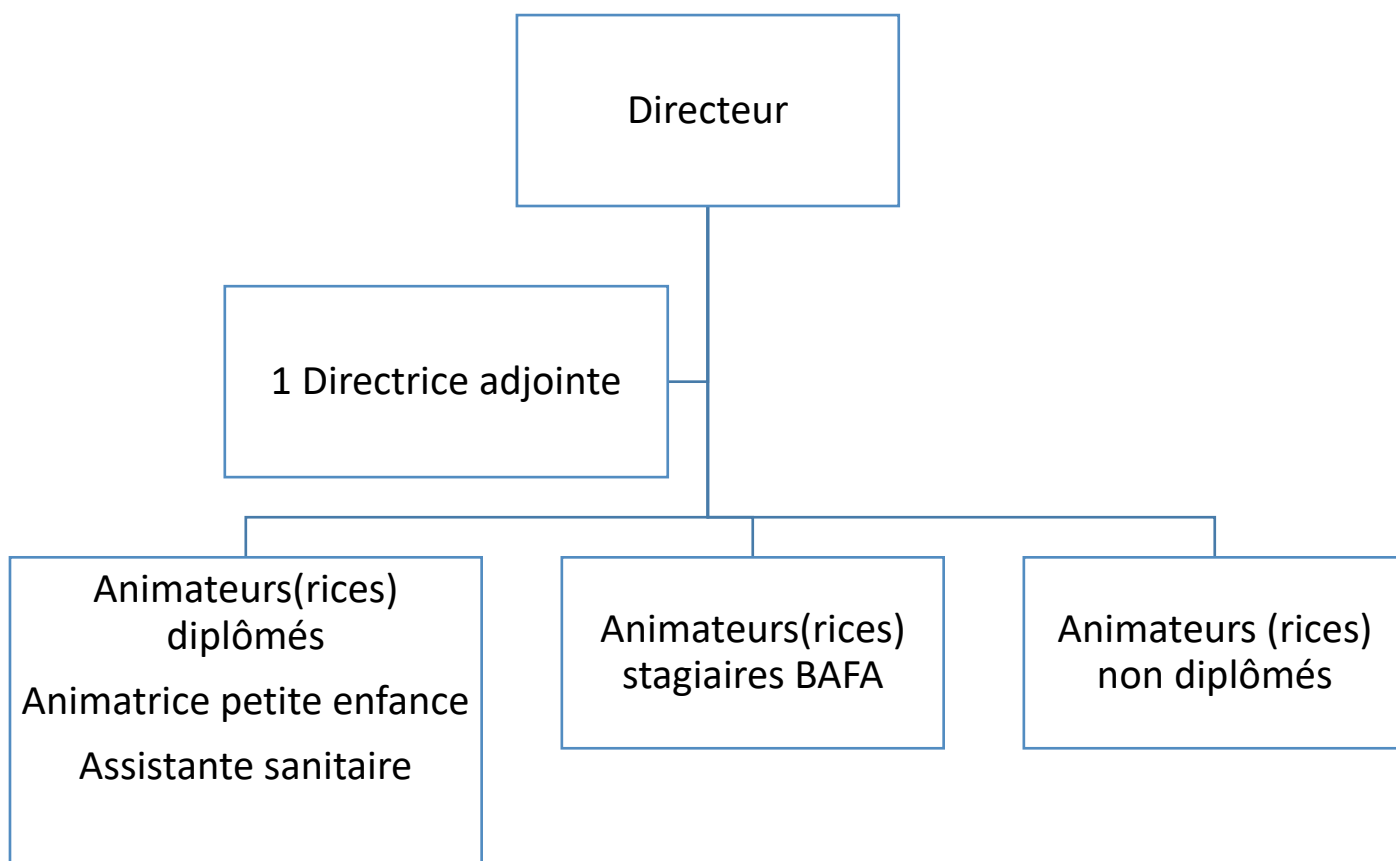 Directeur
1 Directrice adjointe
Animateurs(rices)
diplômés
Animatrice petite enfance
Assistante sanitaire
Animateurs(rices)
stagiaires BAFA
Animateurs (rices)
non diplômés